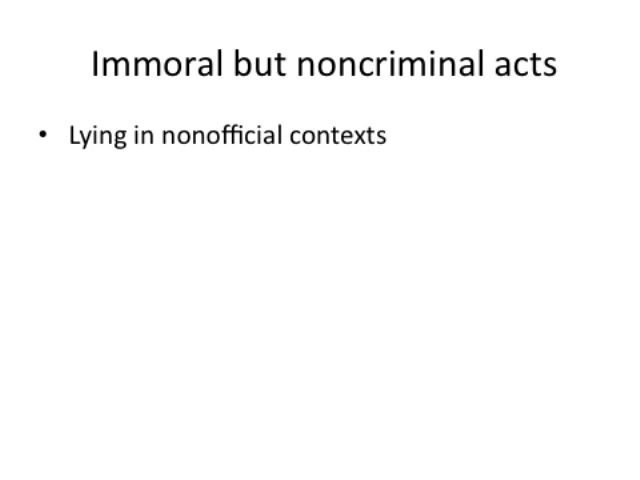 Immoral but noncriminal acts
• Lying in nonofficial contexts